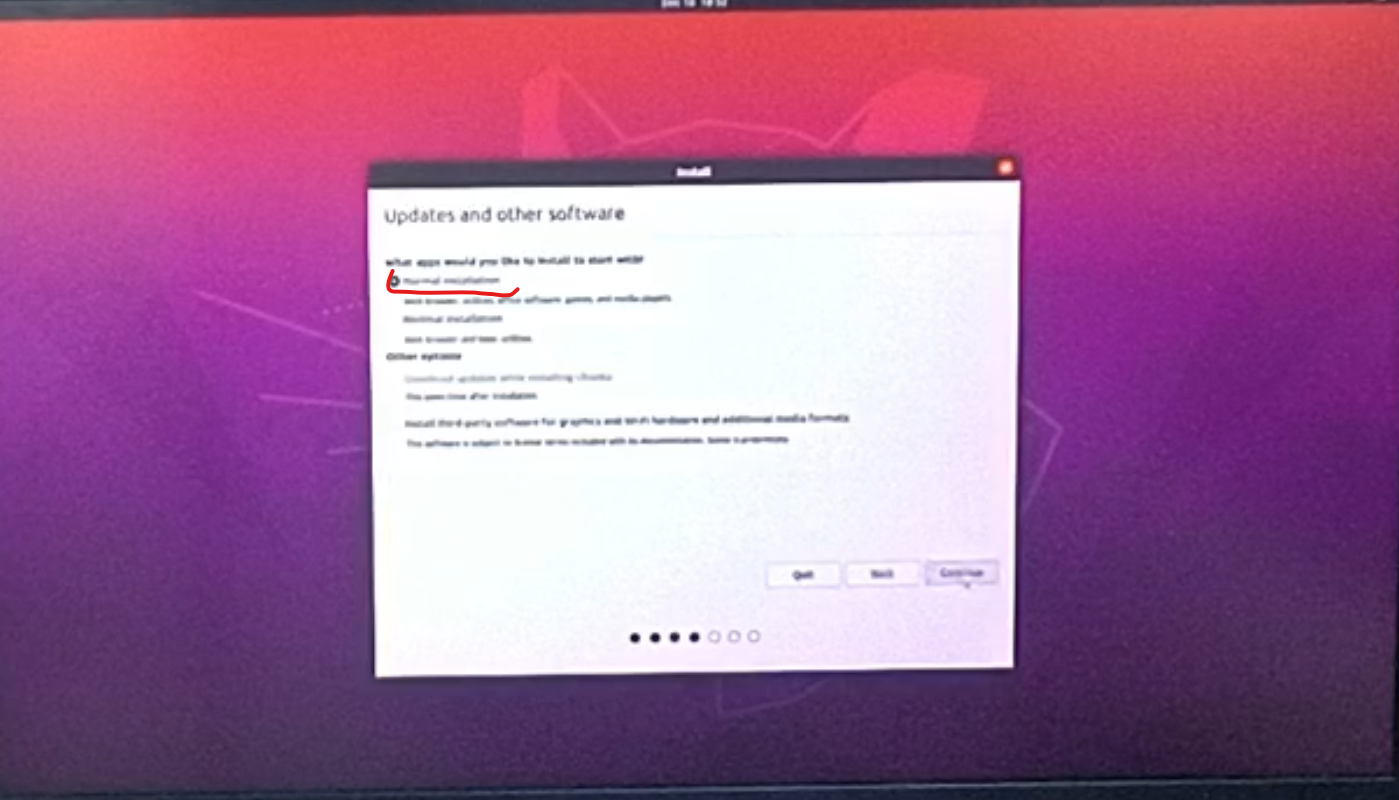 Install
Updates and other software
What apps would you like to install to start with?
Normal installation
Web browser, utilities, office software, games, and media players.
Minimal installation
Web browser and basic utilities.
Other options
Download updates while installing Ubuntu
This saves time after installation.
Install third-party software for graphics and Wi-Fi hardware and additional media formats
This software is subject to license terms included with its documentation. Some is proprietary.
Quit
Back
Continue